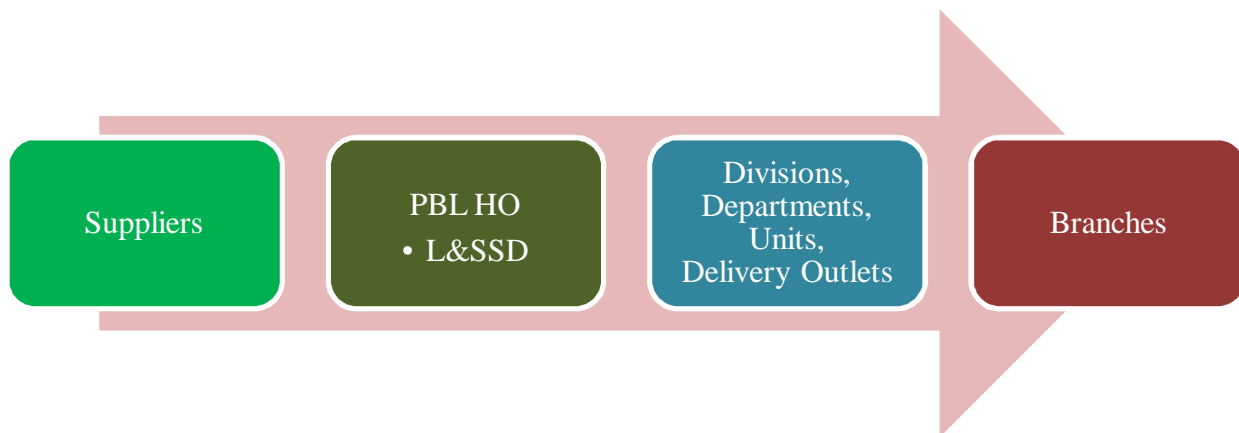 Suppliers
PBL HO
• L&SSD
Divisions,
Departments,
Units,
Delivery Outlets
Branches